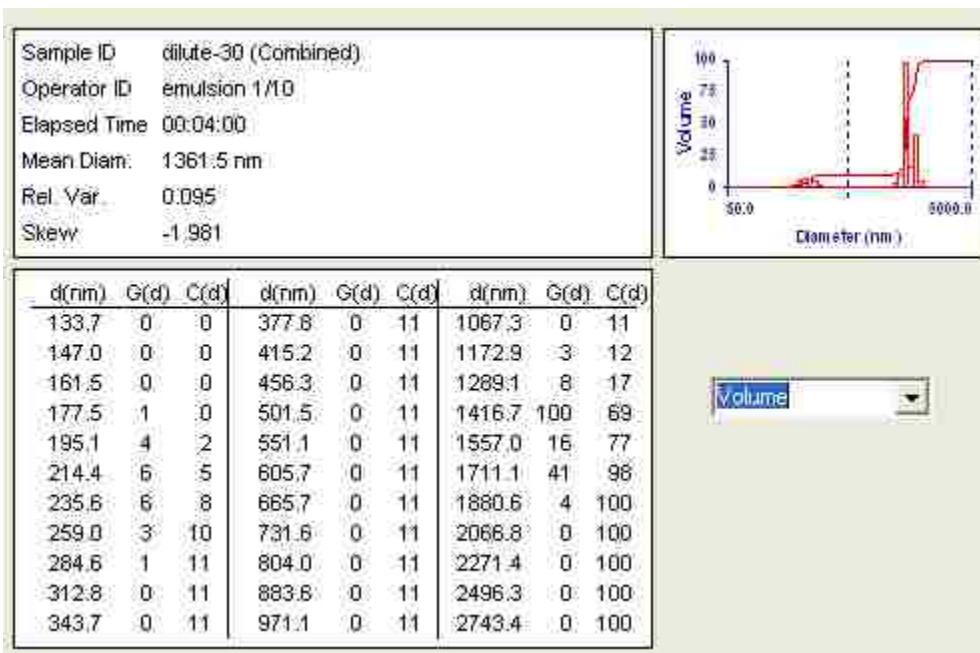 Sample ID dilute-30 (Combined)
Operator ID emulsion 1/10
Elapsed Time 00:04:00
Mean Diam. 1361.5 nm
Rel. Var. 0.095
Skew -1.981
Volume
100
75
50
25
0
50.0 5000.0
Diameter (nm)
d(nm) G(d) C(d) d(nm) G(d) C(d) d(nm) G(d) C(d)
133.7 0 0 377.8 0 11 1067.3 0 11
147.0 0 0 415.2 0 11 1172.9 3 12
161.5 0 0 456.3 0 11 1289.1 8 17
177.5 1 0 501.5 0 11 1416.7 100 69
195.1 4 2 551.1 0 11 1557.0 16 77
214.4 6 5 605.7 0 11 1711.1 41 98
235.6 6 8 665.7 0 11 1880.6 4 100
259.0 3 10 731.6 0 11 2066.8 0 100
284.6 1 11 804.0 0 11 2271.4 0 100
312.8 0 11 883.6 0 11 2496.3 0 100
343.7 0 11 971.1 0 11 2743.4 0 100
Volume